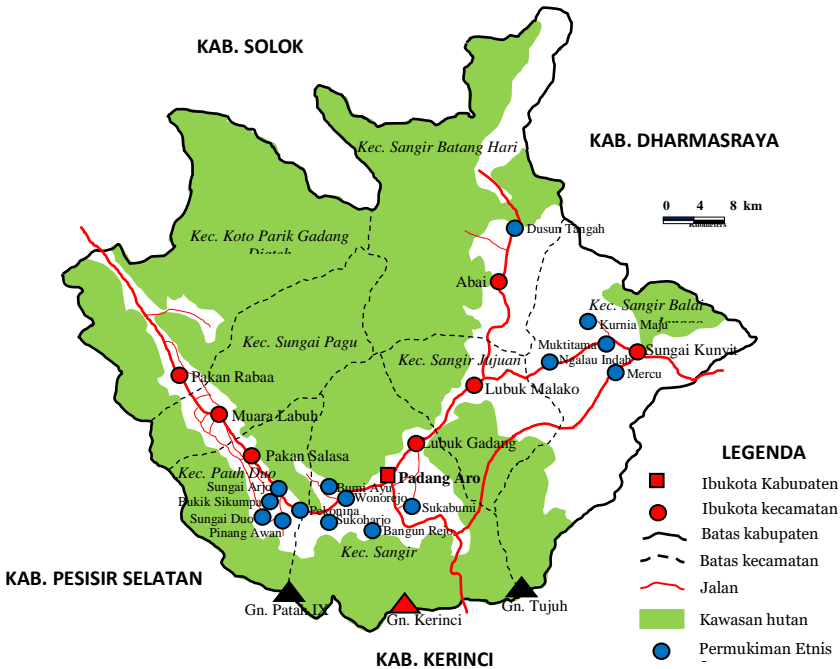 KAB. SOLOK
KAB. DHARMASRAYA
Kec. Sangir Batang Hari
0 4 8 km
Kilometers
Dusun Tangah
Kec. Koto Parik Gadang
Diateh
Abai
Kec. Sangir Balai
Kurnia Maju
Kec. Sungai Pagu
Muktitama
Sungai Kunyit
Kec. Sangir Jujuan
Ngalau Indah
Mercu
Pakan Rabaa
Lubuk Malako
Muara Labuh
Lubuk Gadang
Pakan Salasa
Kec. Pauh Duo
Padang Aro
Sungai Arjo
Bumi Ayu
Bukik Sikumpa
Wonorejo
Pekonina
Sukabumi
Sungai Duo
Sukoharjo
Pinang Awan
Bangun Rejo
Kec. Sangir
KAB. PESISIR SELATAN
Gn. Patah IX
Gn. Kerinci
Gn. Tujuh
KAB. KERINCI
LEGENDA
Ibukota Kabupaten
Ibukota kecamatan
Batas kabupaten
Batas kecamatan
Jalan
Kawasan hutan
Permukiman Etnis